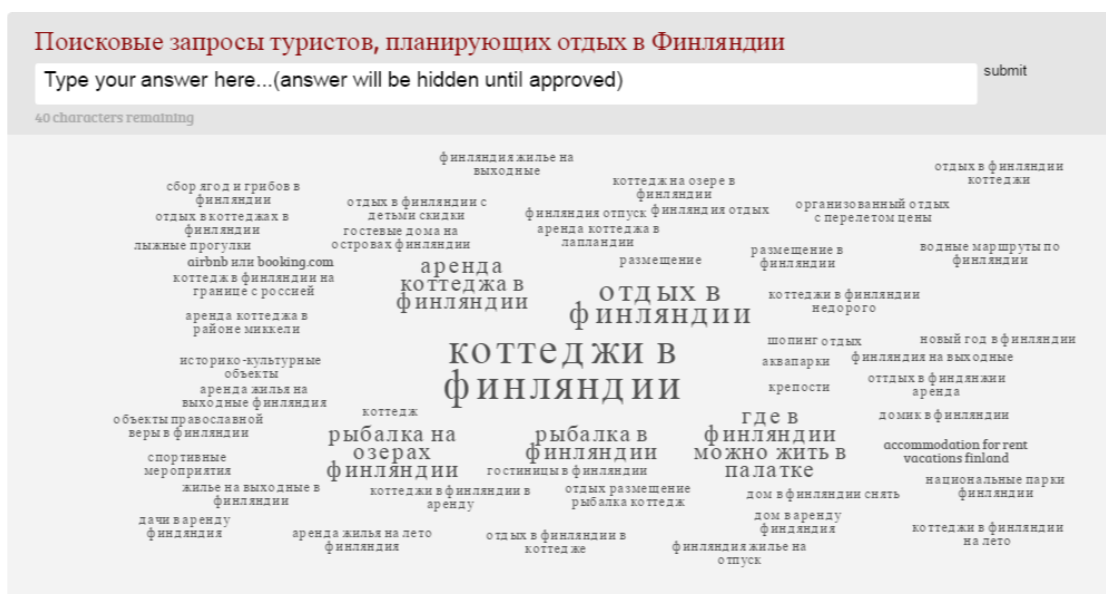 Поисковые запросы туристов, планирующих отдых в Финляндии
Type your answer here...(answer will be hidden until approved)
submit
40 characters remaining
финляндия жилье на
выходные
отдых в финляндии
коттеджи
сбор ягод и грибов в
финляндии
коттедж на озере в
финляндии
отдых в финляндии с
детьми скидки
организованный отдых
с перелетом цены
отдых в коттеджах в
финляндии
финляндия отпуск
финляндия отдых
гостевые дома на
островах финляндии
аренда коттеджа в
лапландии
лыжные прогулки
размещение в
финляндии
водные маршруты по
финляндии
airbnb или booking.com
размещение
аренда
коттеджа в
финляндии
коттедж в финляндии на
границе с россией
отдых в
финляндии
коттеджи в финляндии
недорого
аренда коттеджа в
районе миккели
шопинг отдых
новый год в финляндии
коттеджи в
финляндии
аквапарки
финляндия на выходные
историко-культурные
объекты
крепости
оттдых в финдянжии
аренда
аренда жилья на
выходные финляндия
коттедж
где в
финляндии
можно жить в
палатке
домик в финляндии
объекты православной
веры в финляндии
рыбалка на
озерах
финляндии
рыбалка в
финляндии
accommodation for rent
vacations finland
спортивные
мероприятия
гостиницы в финляндии
национальные парки
финляндии
жилье на выходные в
финляндии
коттеджи в финляндии в
аренду
отдых размещение
рыбалка коттедж
дом в финляндии снять
дачи в аренду
финдяндия
дом в аренду
финдяндия
аренда жилья на лето
финляндия
отдых в финляндии в
коттедже
коттеджи в финляндии
на лето
финляндия жилье на
отпуск